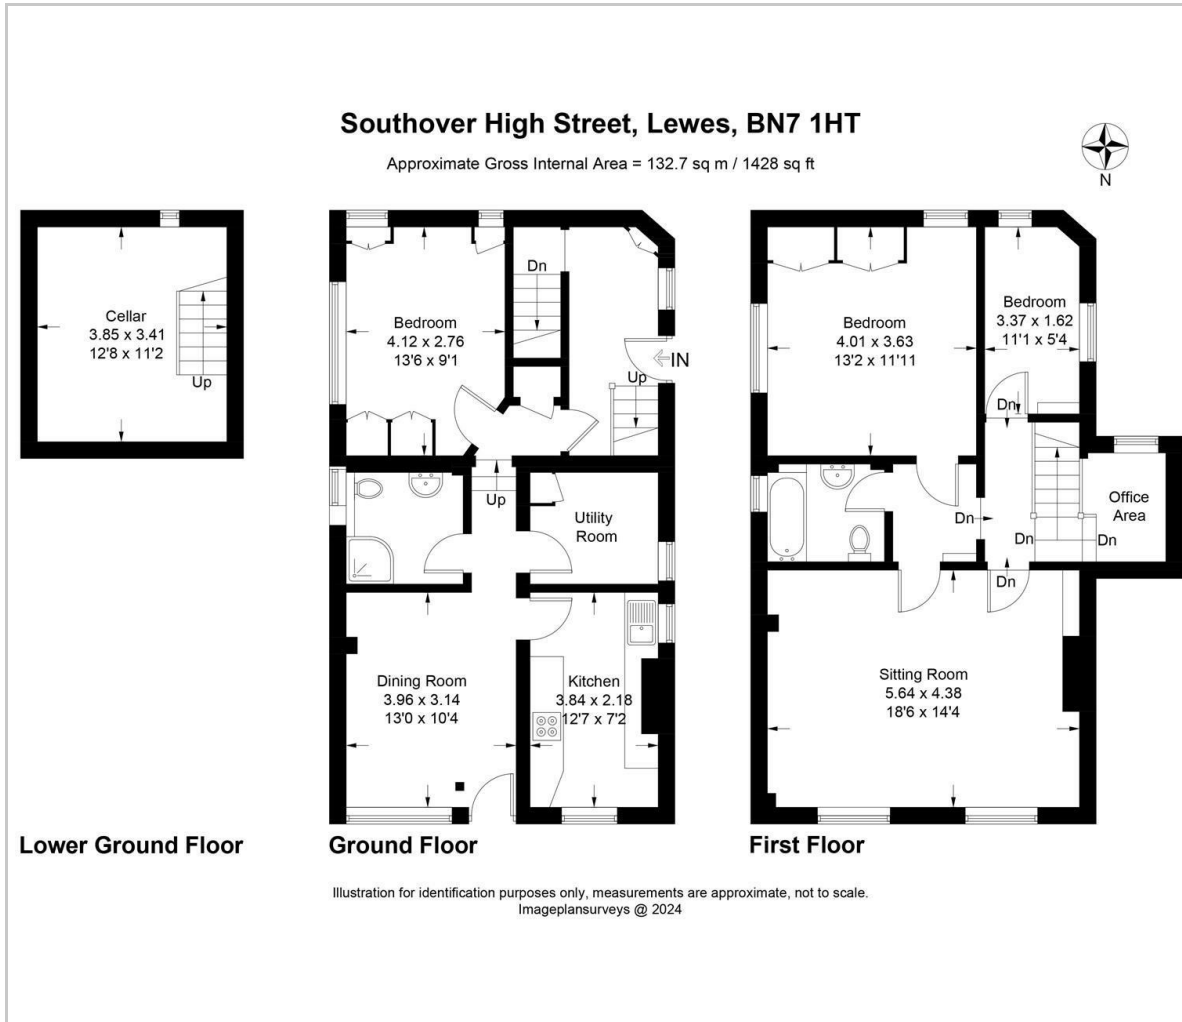 Southover High Street, Lewes, BN7 1HT
Approximate Gross Internal Area = 132.7 sq m / 1428 sq ft
N
Cellar
3.85 x 3.41
12'8 x 11'2
Up
Lower Ground Floor
Bedroom
4.12 x 2.76
13'6 x 9'1
Dn
IN
Up
Up
Utility
Room
Dining Room
3.96 x 3.14
13'0 x 10'4
Kitchen
3.84 x 2.18
12'7 x 7'2
Ground Floor
Bedroom
4.01 x 3.63
13'2 x 11'11
Bedroom
3.37 x 1.62
11'1 x 5'4
Dn
Office
Area
Dn
Dn
Dn
Dn
Sitting Room
5.64 x 4.38
18'6 x 14'4
First Floor
Illustration for identification purposes only, measurements are approximate, not to scale.
Imageplansurveys @ 2024